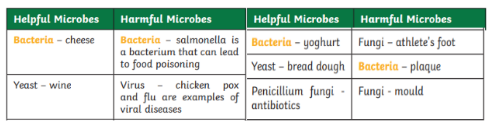 Helpful Microbes
Harmful Microbes
Bacteria – cheese
Bacteria – salmonella is
a bacterium that can lead
to food poisoning
Yeast – wine
Virus – chicken pox
and flu are examples of
viral diseases
Helpful Microbes
Harmful Microbes
Bacteria – yoghurt
Fungi – athlete's foot
Yeast – bread dough
Bacteria – plaque
Penicillium fungi -
antibiotics
Fungi - mould